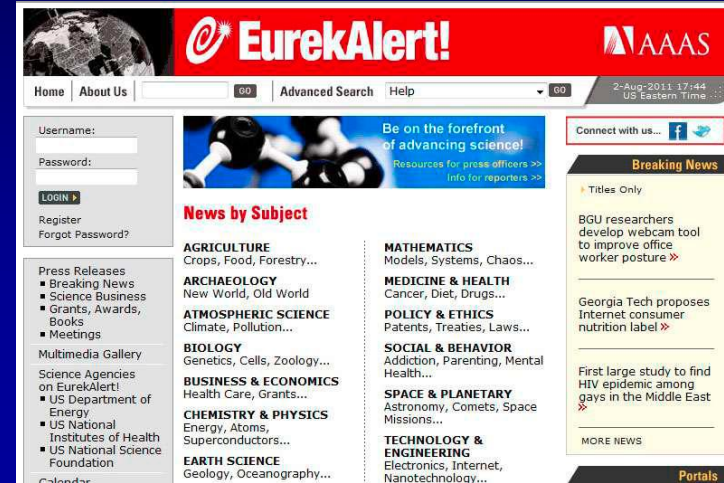 EurekAlert!
AAAS
Home
About Us
GO
Advanced Search
Help
GO
2-Aug-2011 17:44
US Eastern Time
Username:
Password:
LOGIN
Register
Forgot Password?
Press Releases
Breaking News
Science Business
Grants, Awards,
Books
Meetings
Multimedia Gallery
Science Agencies
on EurekAlert!
US Department of
Energy
US National
Institutes of Health
US National Science
Foundation
Calendar
Be on the forefront
of advancing science!
Resources for press officers >>
Info for reporters >>
News by Subject
AGRICULTURE
Crops, Food, Forestry...
ARCHAEOLOGY
New World, Old World
ATMOSPHERIC SCIENCE
Climate, Pollution...
BIOLOGY
Genetics, Cells, Zoology...
BUSINESS & ECONOMICS
Health Care, Grants...
CHEMISTRY & PHYSICS
Energy, Atoms,
Superconductors...
EARTH SCIENCE
Geology, Oceanography...
MATHEMATICS
Models, Systems, Chaos...
MEDICINE & HEALTH
Cancer, Diet, Drugs...
POLICY & ETHICS
Patents, Treaties, Laws...
SOCIAL & BEHAVIOR
Addiction, Parenting, Mental
Health...
SPACE & PLANETARY
Astronomy, Comets, Space
Missions...
TECHNOLOGY &
ENGINEERING
Electronics, Internet,
Nanotechnology...
Connect with us...
Breaking News
Titles Only
BGU researchers
develop webcam tool
to improve office
worker posture »
Georgia Tech proposes
Internet consumer
nutrition label »
First large study to find
HIV epidemic among
gays in the Middle East
»
MORE NEWS
Portals